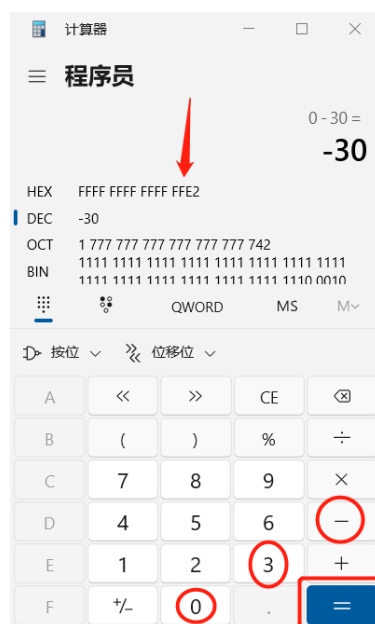 计算器
程序员
0 - 30 =
-30
HEX FFFF FFFF FFFF FFE2
DEC -30
OCT 1 777 777 777 777 777 777 742
BIN 1111 1111 1111 1111 1111 1111 1111 1111
1111 1111 1111 1111 1111 1111 1110 0010
QWORD MS M
按位 位移位
A << >> CE
B ( ) % ÷
C 7 8 9 ×
D 4 5 6 −
E 1 2 3 +
F +/− 0 . =